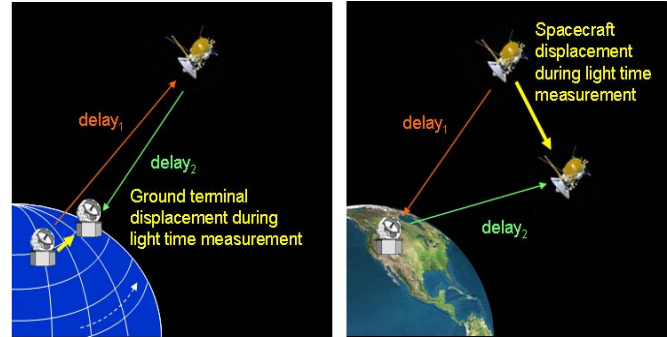 delay1
delay2
Ground terminal
displacement during
light time measurement
Spacecraft
displacement
during light time
measurement
delay1
delay2